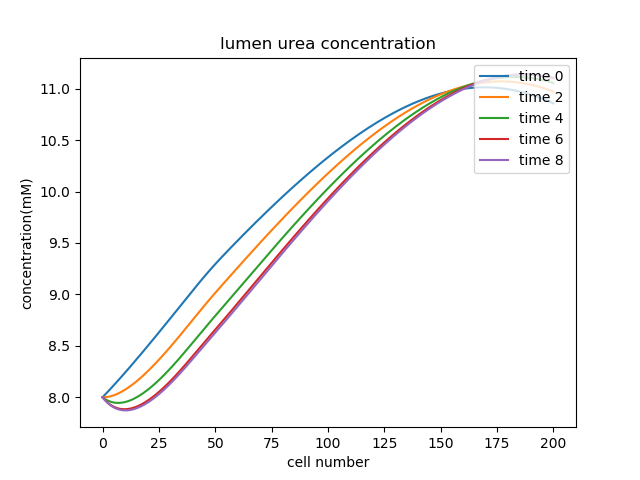 lumen urea concentration
concentration(mM)
11.0
10.5
10.0
9.5
9.0
8.5
8.0
0 25 50 75 100 125 150 175 200
cell number
time 0
time 2
time 4
time 6
time 8